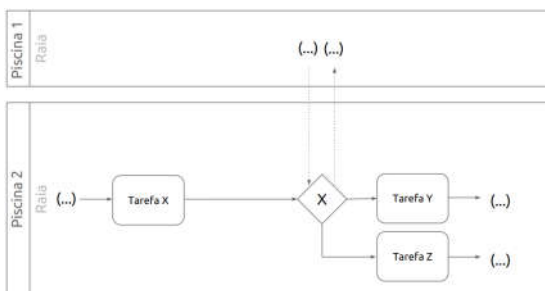 Piscina 1
Raia
(...) (...)
Piscina 2
Raia
(...)
Tarefa X
X
Tarefa Y
(...)
Tarefa Z
(...)